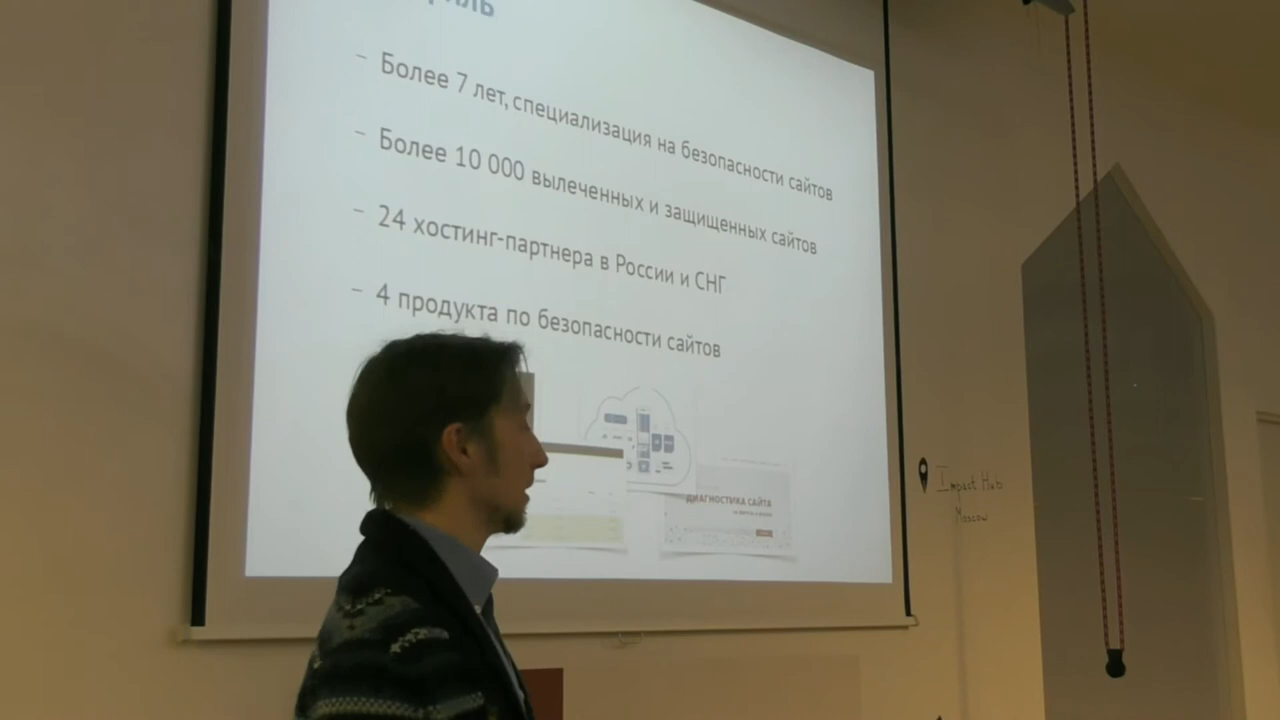 – Более 7 лет, специализация на безопасности сайтов
– Более 10 000 вылеченных и защищенных сайтов
– 24 хостинг-партнера в России и СНГ
– 4 продукта по безопасности сайтов
ДИАГНОСТИКА САЙТА
Impact Hub
Moscow